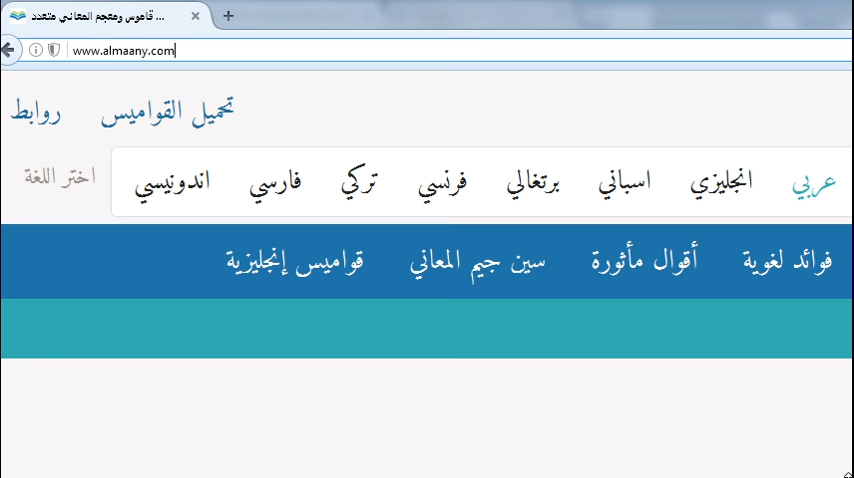 قاموس ومعجم المعاني متعدد ...
www.almaany.com
تحميل القواميس روابط
عربي انجليزي اسباني برتغالي فرنسي تركي فارسي اندونيسي اختر اللغة
فوائد لغوية أقوال مأثورة سين جيم المعاني قواميس إنجليزية